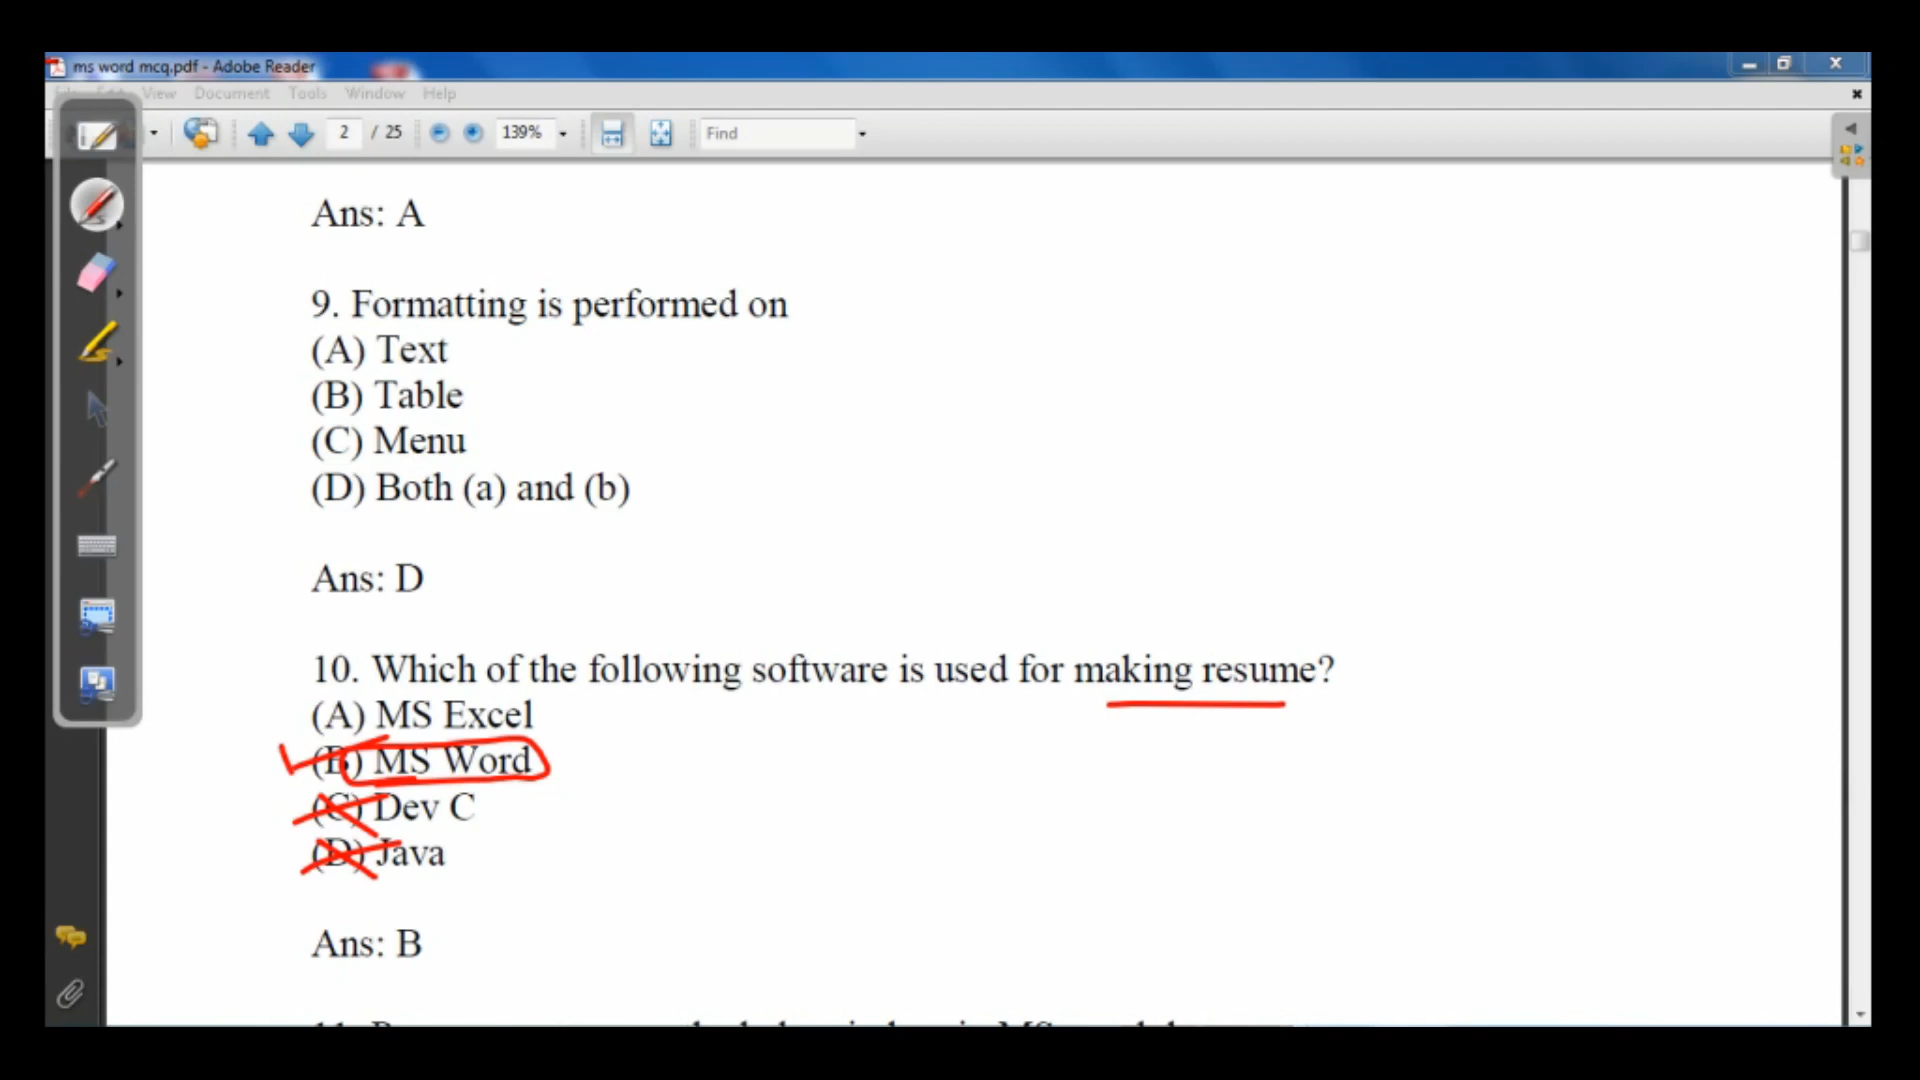 ms word mcq.pdf - Adobe Reader
View Document Tools Window Help
2 / 25 139% Find
Ans: A
9. Formatting is performed on
(A) Text
(B) Table
(C) Menu
(D) Both (a) and (b)
Ans: D
10. Which of the following software is used for making resume?
(A) MS Excel
(B) MS Word
(C) Dev C
(D) Java
Ans: B